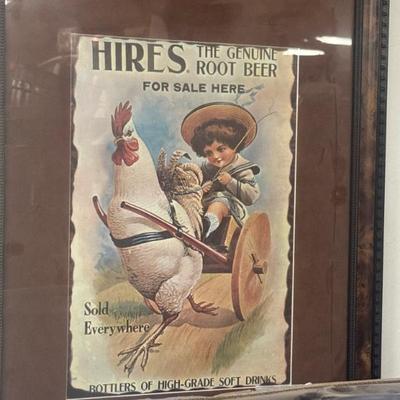 HIRES THE GENUINE
ROOT BEER
FOR SALE HERE
Sold
Everywhere
BOTTLERS OF HIGH-GRADE SOFT DRINKS